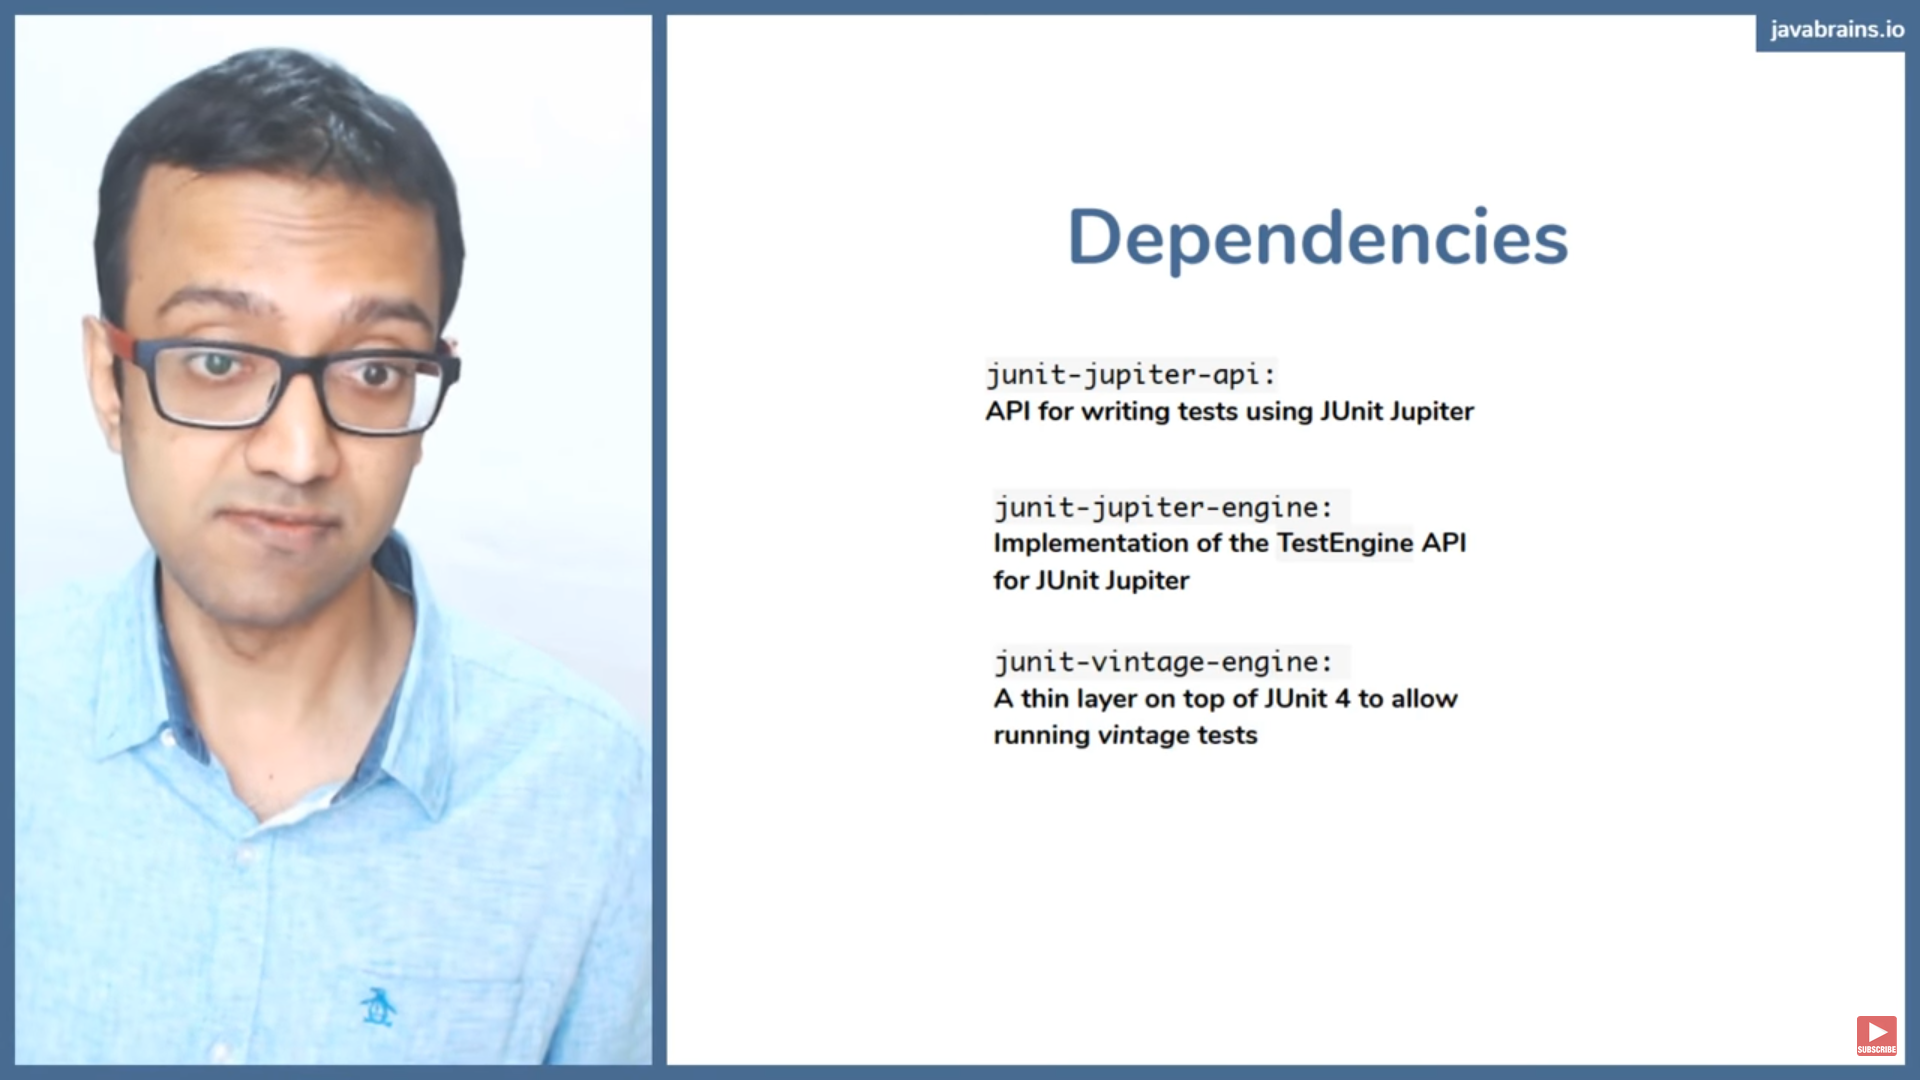 javabrains.io
Dependencies
junit-jupiter-api:
API for writing tests using JUnit Jupiter
junit-jupiter-engine:
Implementation of the TestEngine API
for JUnit Jupiter
junit-vintage-engine:
A thin layer on top of JUnit 4 to allow
running vintage tests
SUBSCRIBE